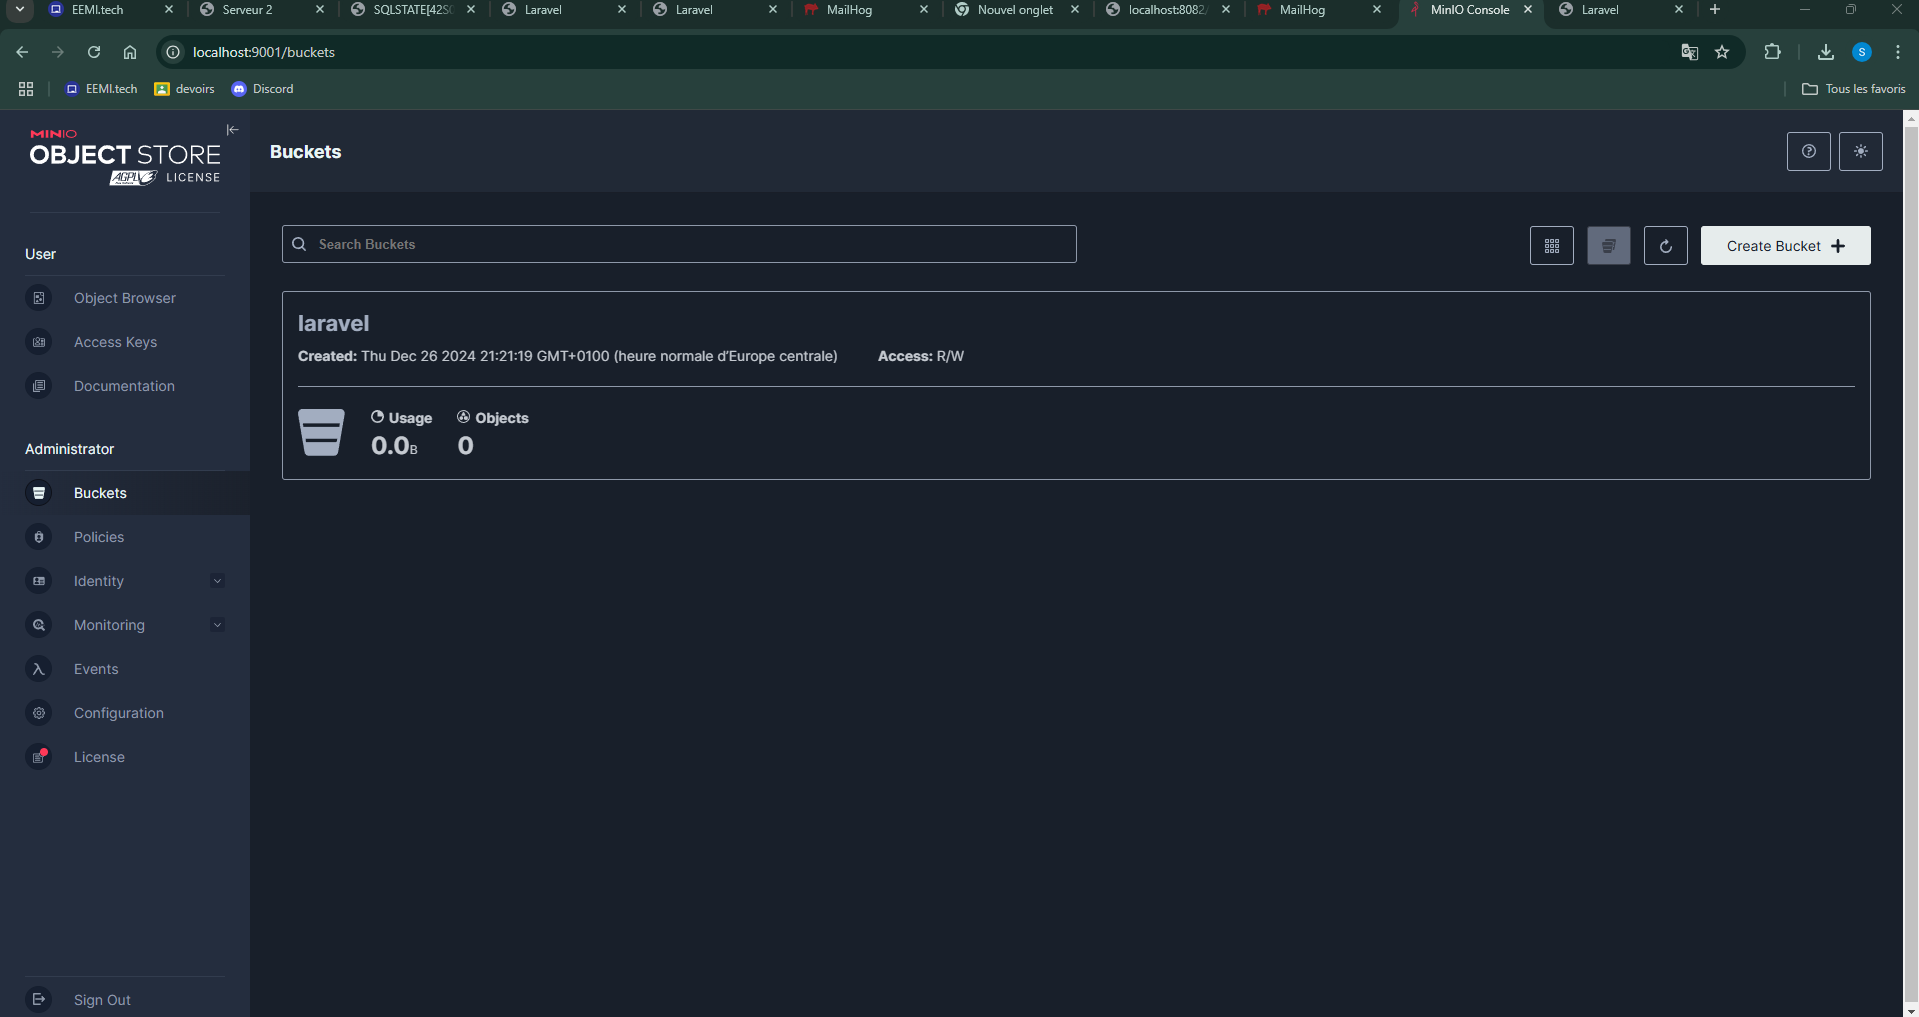 EEMI.tech
Serveur 2
SQLSTATE[42S
Laravel
Laravel
MailHog
Nouvel onglet
localhost:8082/
MailHog
MinIO Console
Laravel
localhost:9001/buckets
S
EEMI.tech
devoirs
Discord
Tous les favoris
MINIO
OBJECT STORE
AGPLv3 LICENSE
Buckets
User
Object Browser
Access Keys
Documentation
Administrator
Buckets
Policies
Identity
Monitoring
Events
Configuration
License
Sign Out
Search Buckets
Create Bucket
laravel
Created: Thu Dec 26 2024 21:21:19 GMT+0100 (heure normale d’Europe centrale) Access: R/W
Usage Objects
0.0B 0